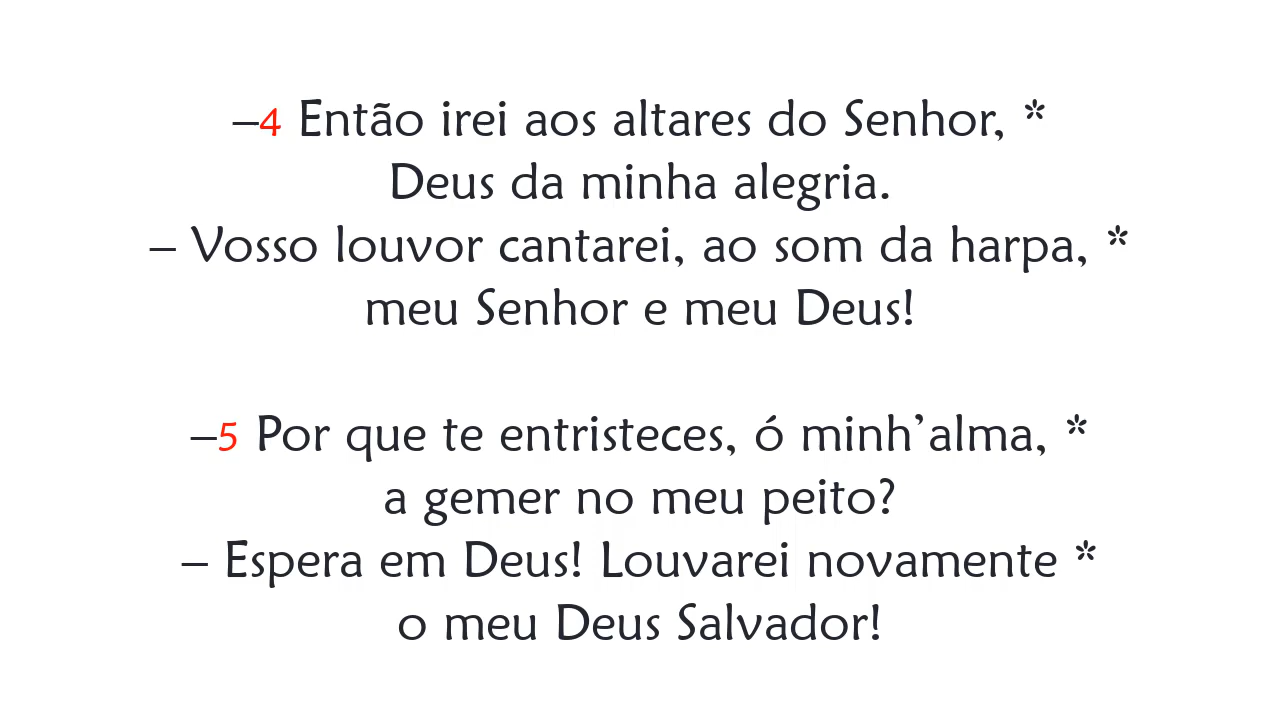 –4 Então irei aos altares do Senhor, *
Deus da minha alegria.
– Vosso louvor cantarei, ao som da harpa, *
meu Senhor e meu Deus!
–5 Por que te entristeces, ó minh’alma, *
a gemer no meu peito?
– Espera em Deus! Louvarei novamente *
o meu Deus Salvador!